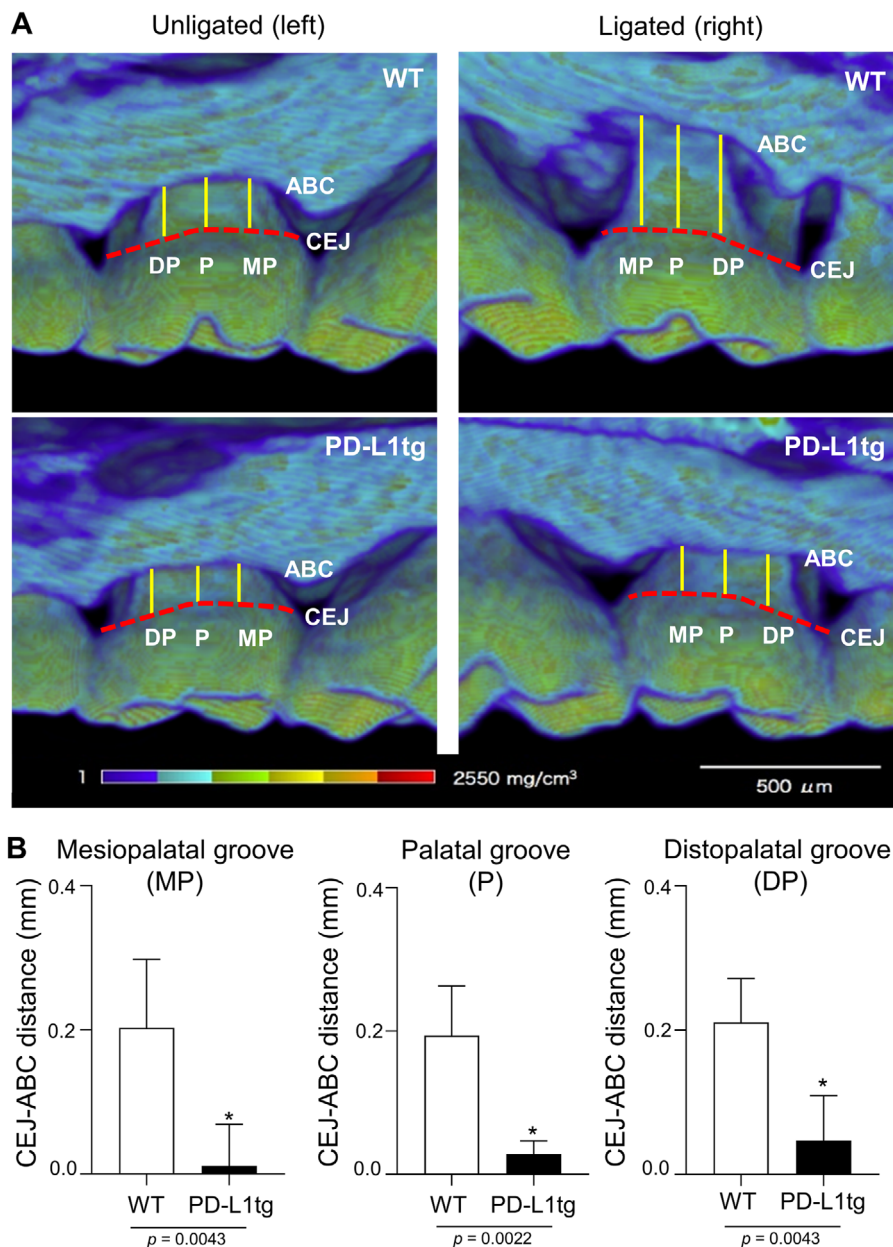 A
Unligated (left)
Ligated (right)
WT
ABC
CEJ
DP P MP
WT
ABC
CEJ
MP P DP
PD-L1tg
ABC
CEJ
DP P MP
PD-L1tg
ABC
CEJ
MP P DP
1 2550 mg/cm³
500 μm
B
Mesiopalatal groove
(MP)
CEJ-ABC distance (mm)
0.4
0.2
0.0
*
WT PD-L1tg
p = 0.0043
Palatal groove
(P)
CEJ-ABC distance (mm)
0.4
0.2
0.0
*
WT PD-L1tg
p = 0.0022
Distopalatal groove
(DP)
CEJ-ABC distance (mm)
0.4
0.2
0.0
*
WT PD-L1tg
p = 0.0043